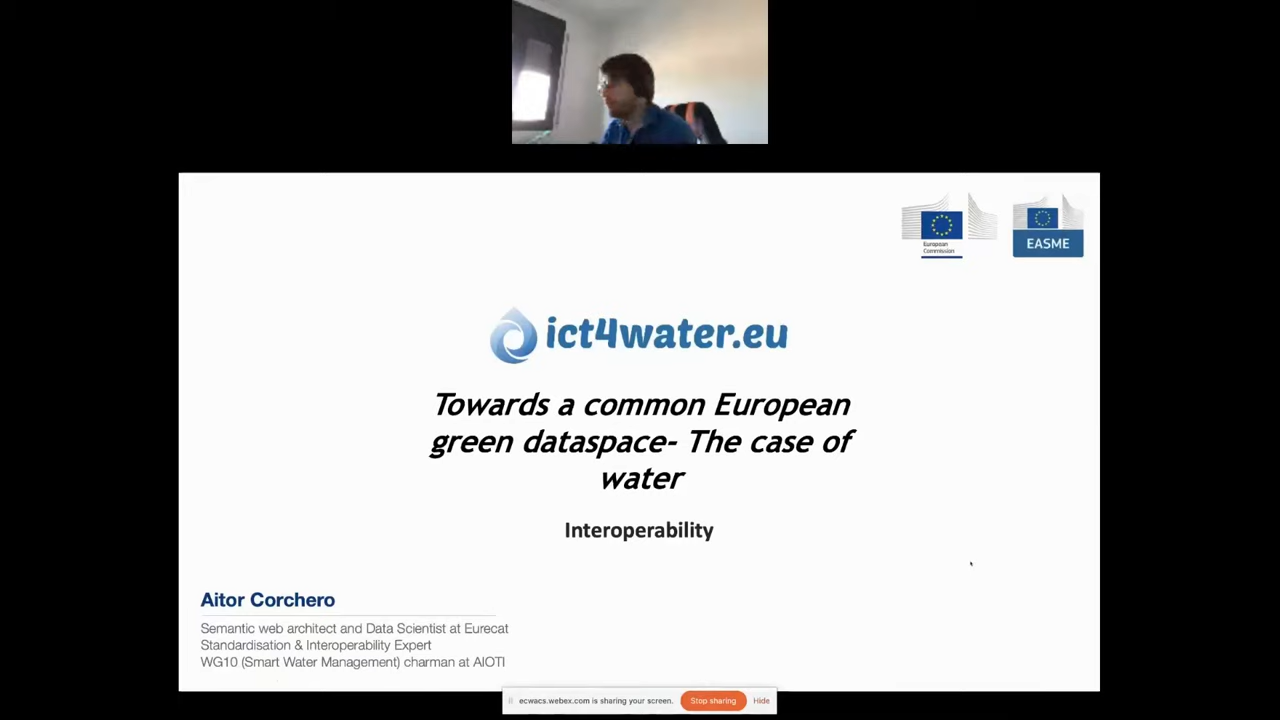 European
Commission
EASME
ict4water.eu
Towards a common European
green dataspace- The case of
water
Interoperability
Aitor Corchero
Semantic web architect and Data Scientist at Eurecat
Standardisation & Interoperability Expert
WG10 (Smart Water Management) charman at AIOTI
ecwacs.webex.com is sharing your screen. Stop sharing Hide